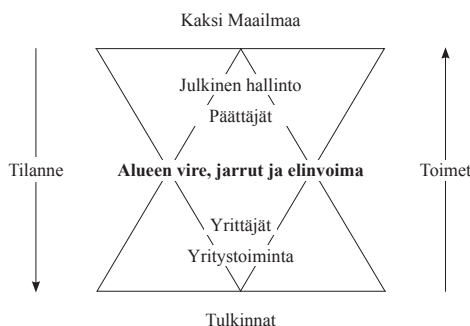 Kaksi Maailmaa
Julkinen hallinto
Päättäjät
Tilanne
Alueen vire, jarrut ja elinvoima
Toimet
Yrittäjät
Yritystoiminta
Tulkinnat